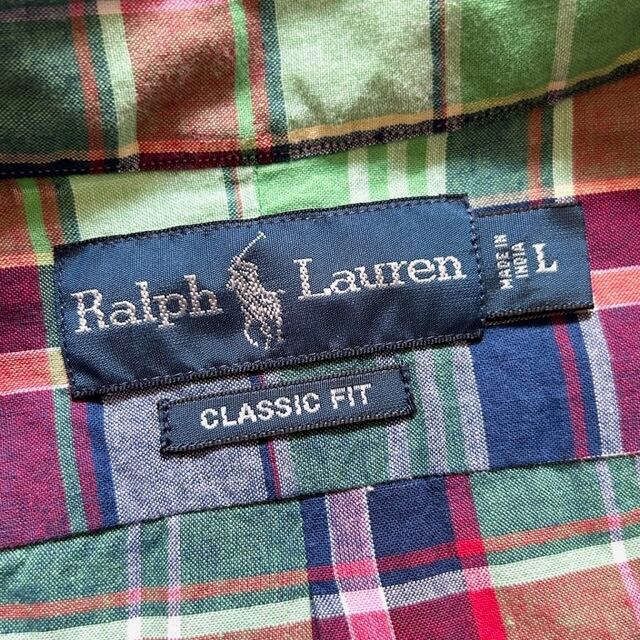 Ralph Lauren
MADE IN
INDIA
L
CLASSIC FIT